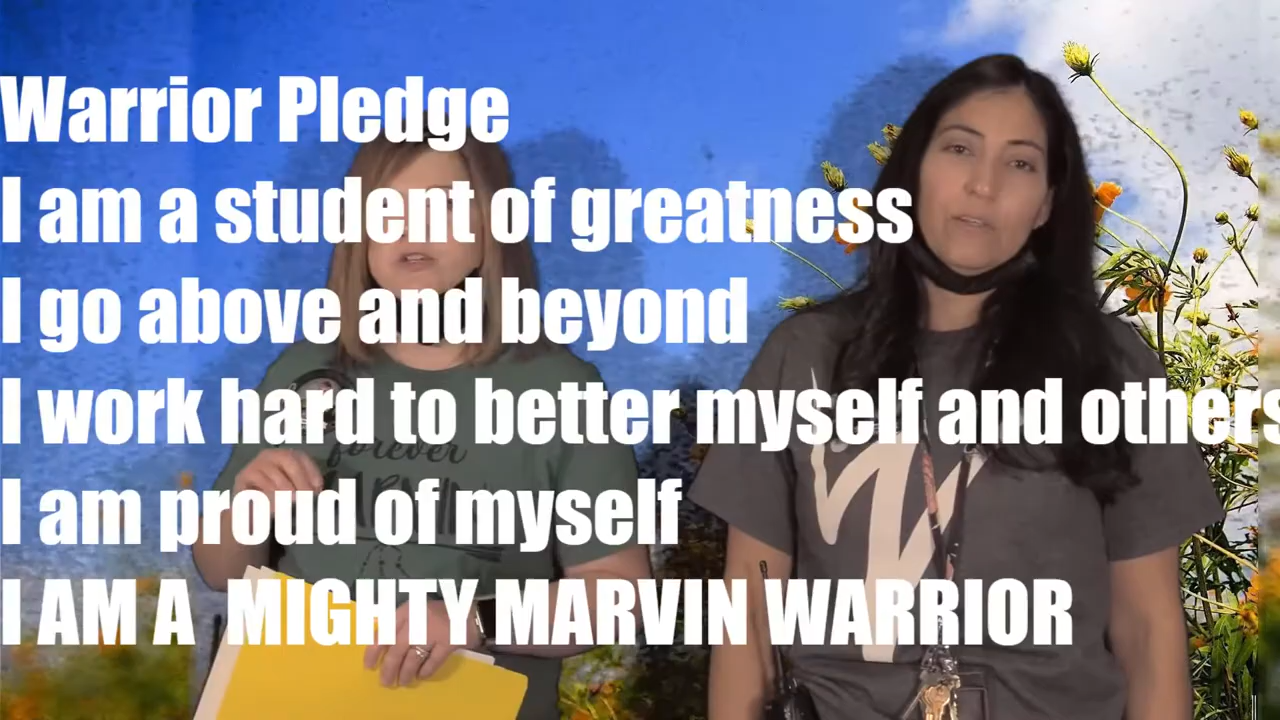 Warrior Pledge
I am a student of greatness
I go above and beyond
I work hard to better myself and others
I am proud of myself
I AM A MIGHTY MARVIN WARRIOR
forever